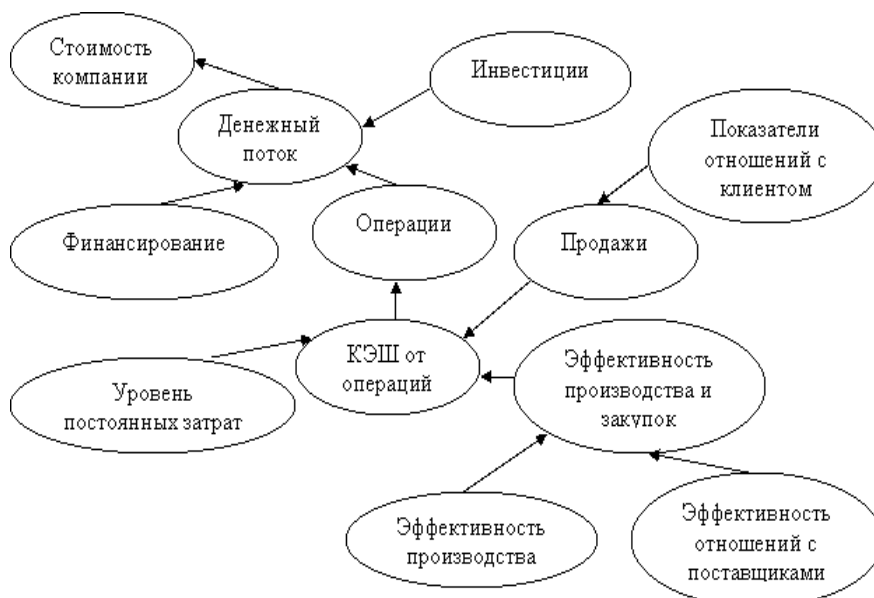 Стоимость
компании
Инвестиции
Денежный
поток
Показатели
отношений с
клиентом
Финансирование
Операции
Продажи
КЭШ от
операций
Эффективность
производства и
закупок
Уровень
постоянных затрат
Эффективность
производства
Эффективность
отношений с
поставщиками